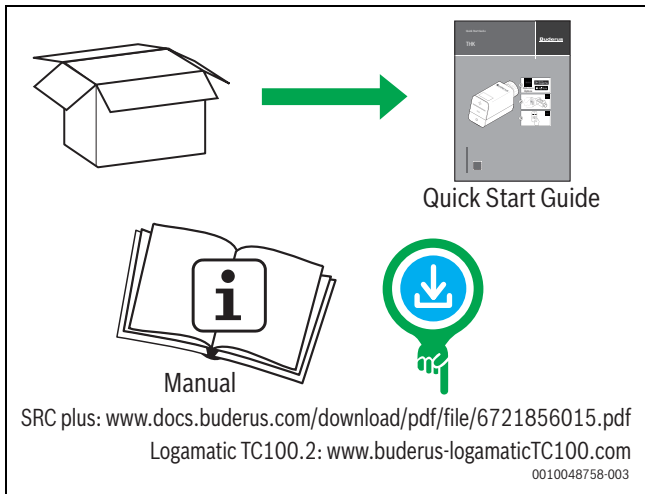 Buderus
Quick Start Guide
i
Manual
SRC plus: www.docs.buderus.com/download/pdf/file/6721856015.pdf
Logamatic TC100.2: www.buderus-logamaticTC100.com
0010048758-003